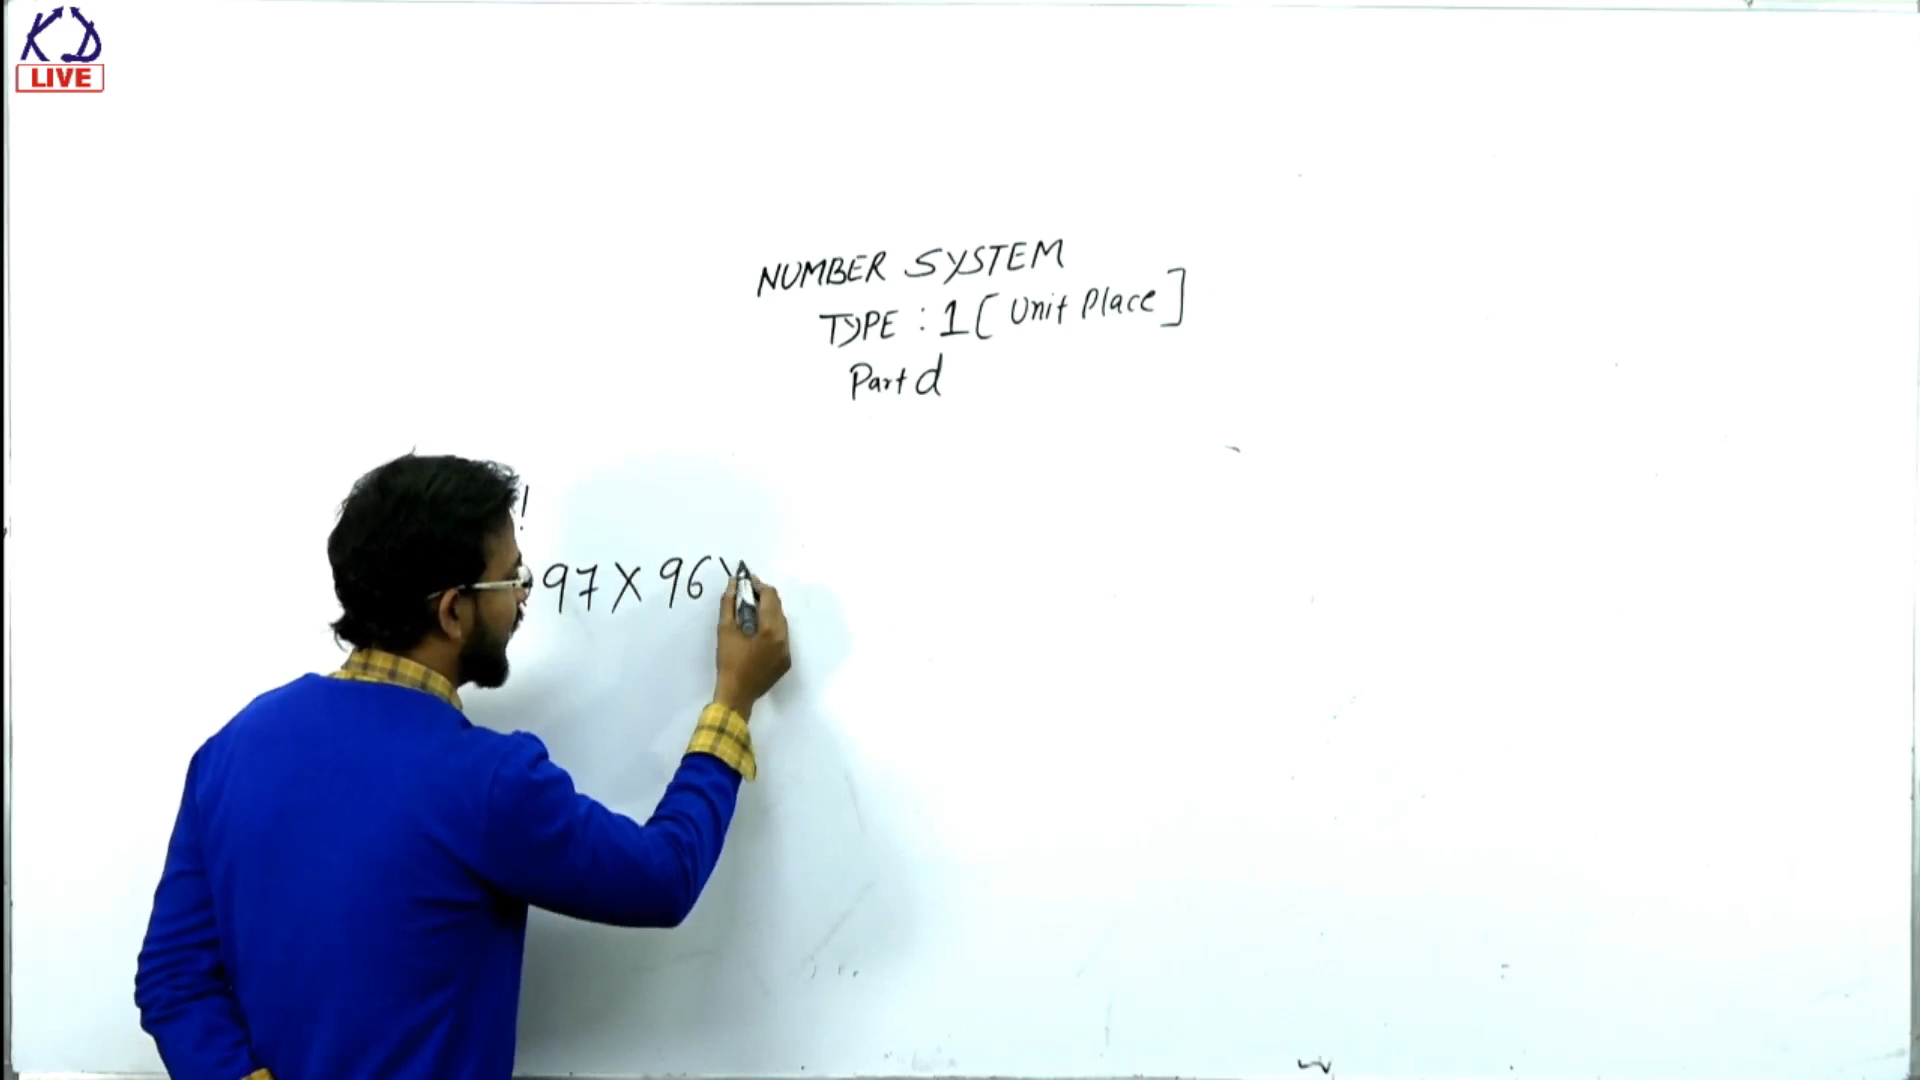 KD
LIVE
NUMBER SYSTEM
TYPE : 1 [ Unit Place ]
Part d
!
97 X 96